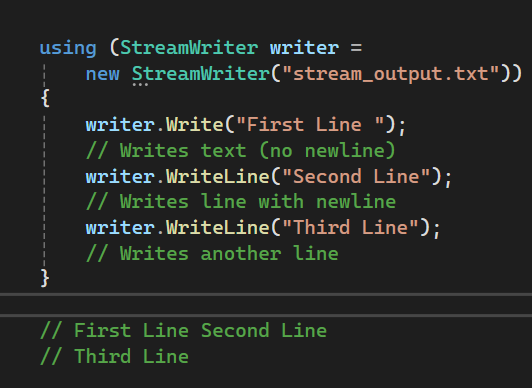 using (StreamWriter writer =
    new StreamWriter("stream_output.txt"))
{
    writer.Write("First Line ");
    // Writes text (no newline)
    writer.WriteLine("Second Line");
    // Writes line with newline
    writer.WriteLine("Third Line");
    // Writes another line
}
// First Line Second Line
// Third Line